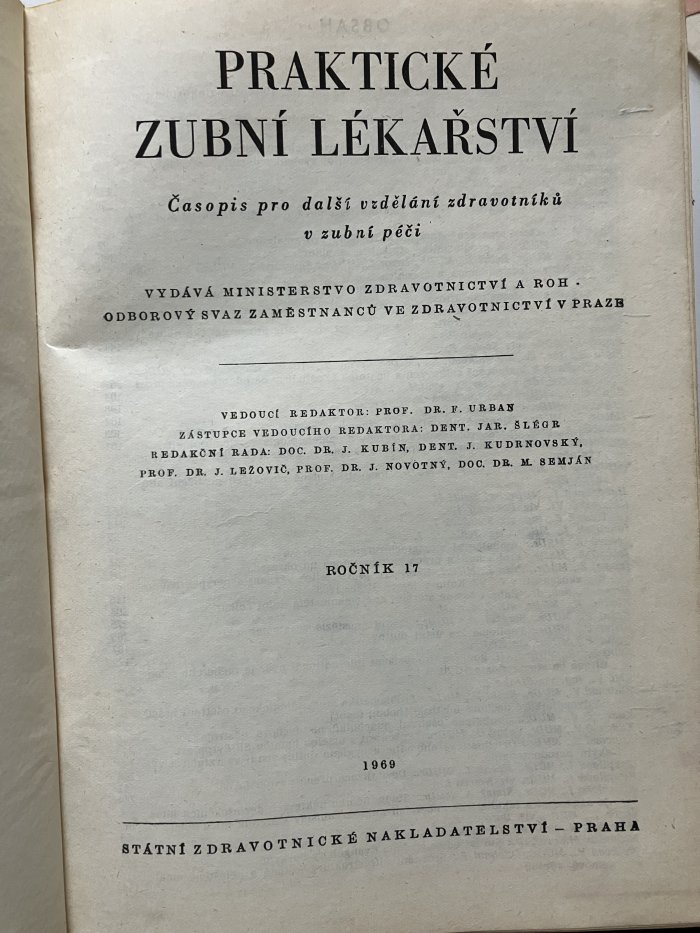 PRAKTICKÉ
ZUBNÍ LÉKAŘSTVÍ
Časopis pro další vzdělání zdravotníků
v zubní péči
VYDÁVÁ MINISTERSTVO ZDRAVOTNICTVÍ A ROH -
ODBOROVÝ SVAZ ZAMĚSTNANCŮ VE ZDRAVOTNICTVÍ V PRAZE
VEDOUCÍ REDAKTOR: PROF. DR. F. URBAN
ZÁSTUPCE VEDOUCÍHO REDAKTORA: DENT. JAR. ŠLÉGR
REDAKČNÍ RADA: DOC. DR. J. KUBÍN, DENT. J. KUDRNOVSKÝ,
PROF. DR. J. LEŽOVIČ, PROF. DR. J. NOVOTNÝ, DOC. DR. M. SEMJÁN
ROČNÍK 17
1969
STÁTNÍ ZDRAVOTNICKÉ NAKLADATELSTVÍ — PRAHA